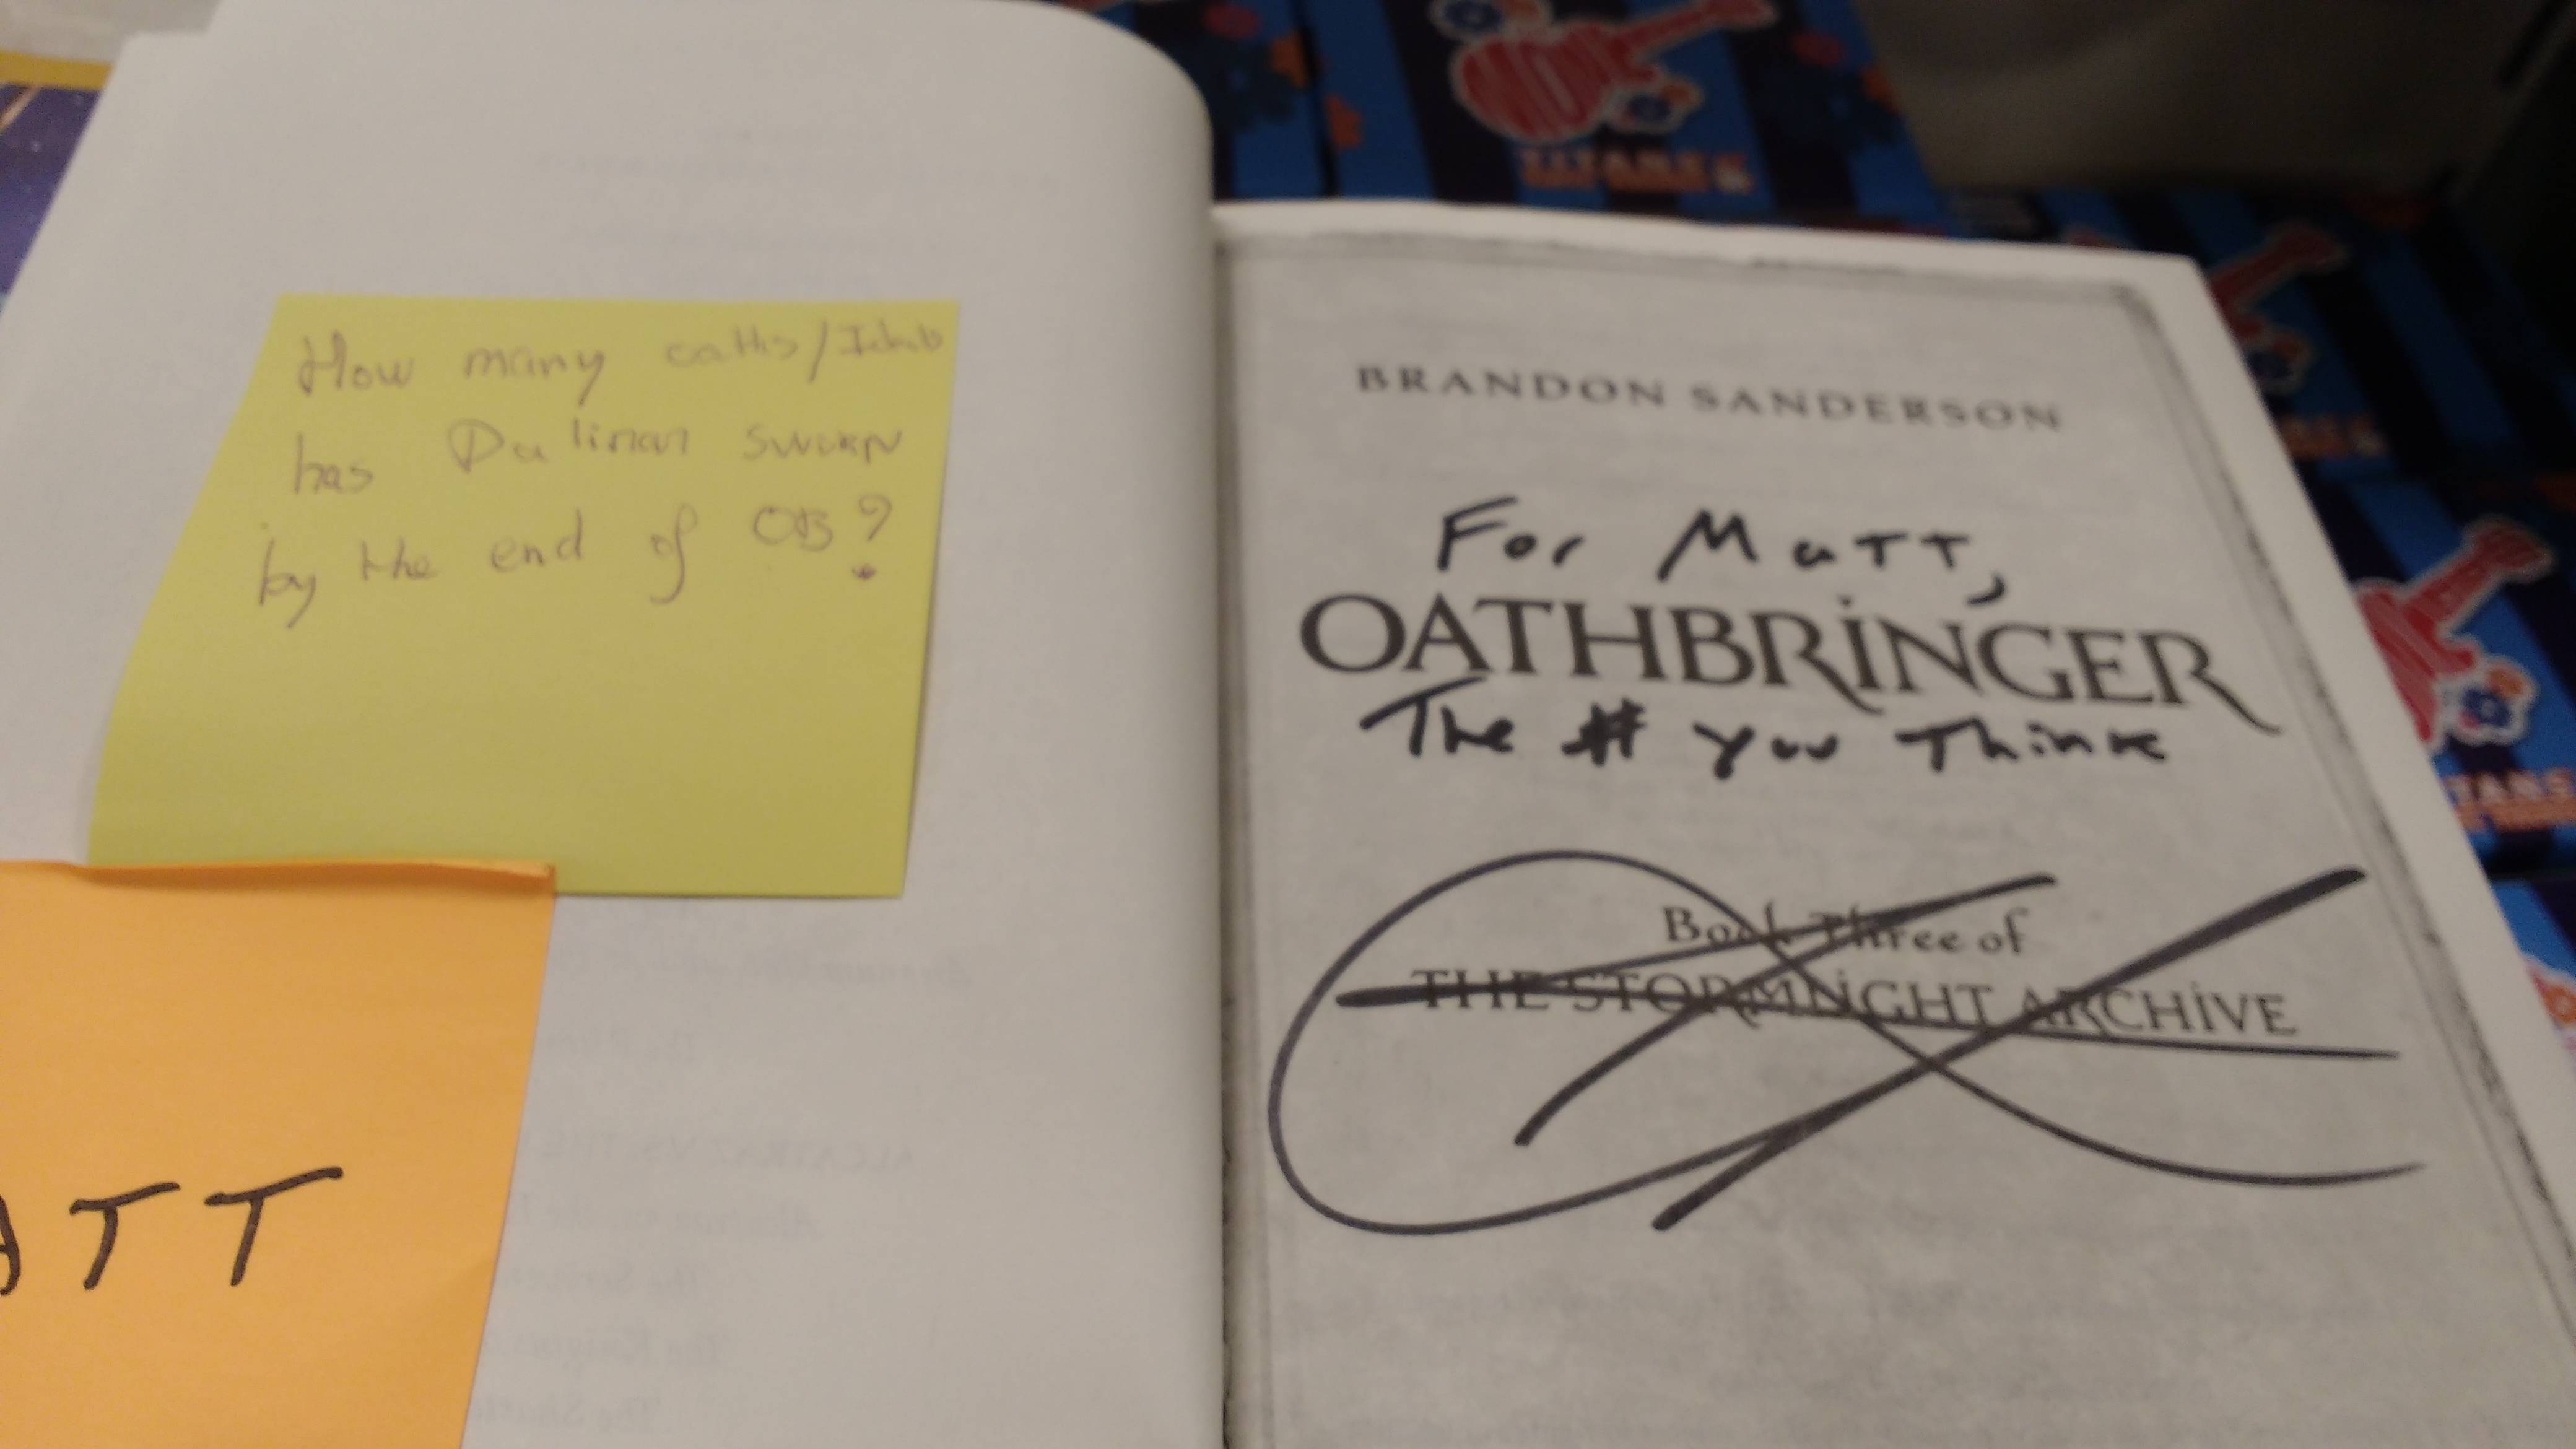 How many oaths/Ideals
has Dalinar sworn
by the end of OB?
ATT
BRANDON SANDERSON
For Matt,
OATHBRINGER
The # you Think
Book Three of
THE STORMLIGHT ARCHIVE
TITANS